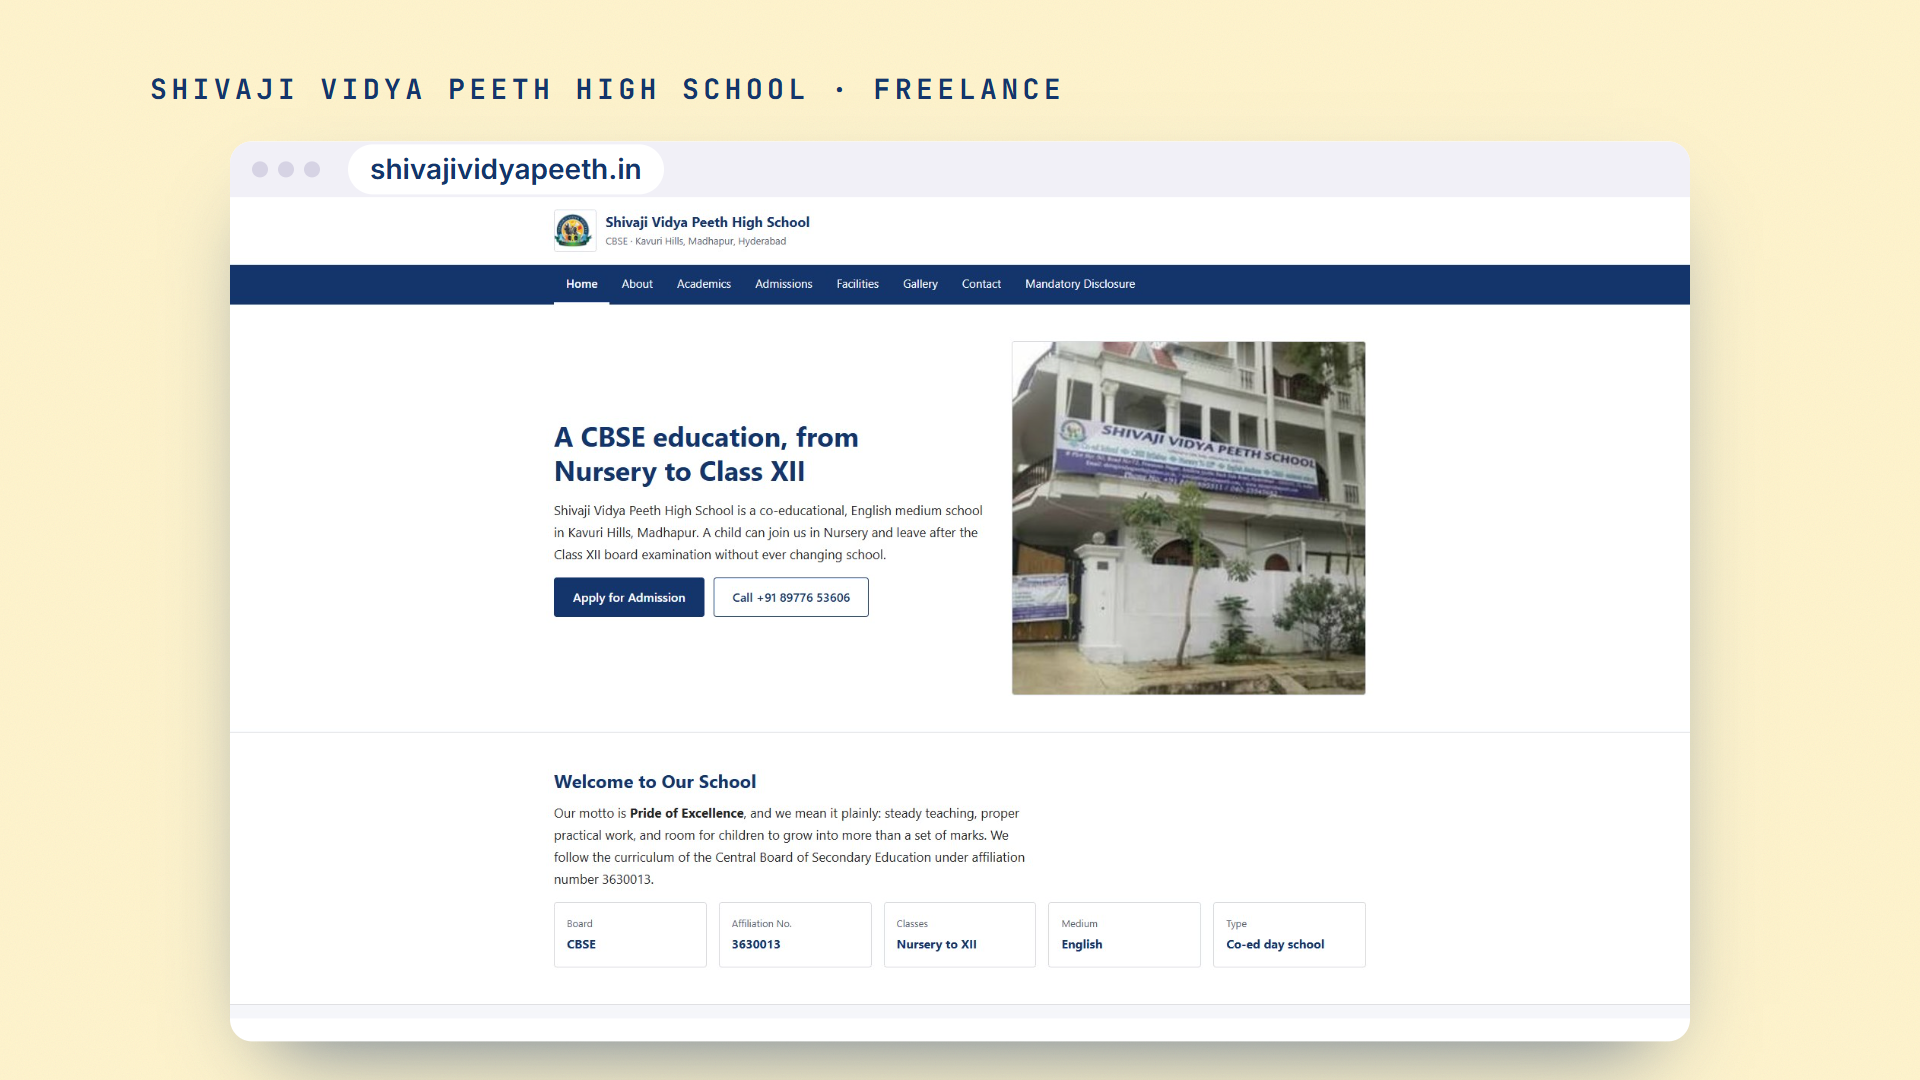 SHIVAJI VIDYA PEETH HIGH SCHOOL · FREELANCE
shivajividyapeeth.in
Shivaji Vidya Peeth High School
CBSE · Kavuri Hills, Madhapur, Hyderabad
Home About Academics Admissions Facilities Gallery Contact Mandatory Disclosure
A CBSE education, from
Nursery to Class XII
Shivaji Vidya Peeth High School is a co-educational, English medium school
in Kavuri Hills, Madhapur. A child can join us in Nursery and leave after the
Class XII board examination without ever changing school.
Apply for Admission
Call +91 89776 53606
SHIVAJI VIDYA PEETH SCHOOL
Welcome to Our School
Our motto is Pride of Excellence, and we mean it plainly: steady teaching, proper
practical work, and room for children to grow into more than a set of marks. We
follow the curriculum of the Central Board of Secondary Education under affiliation
number 3630013.
Board
CBSE
Affiliation No.
3630013
Classes
Nursery to XII
Medium
English
Type
Co-ed day school